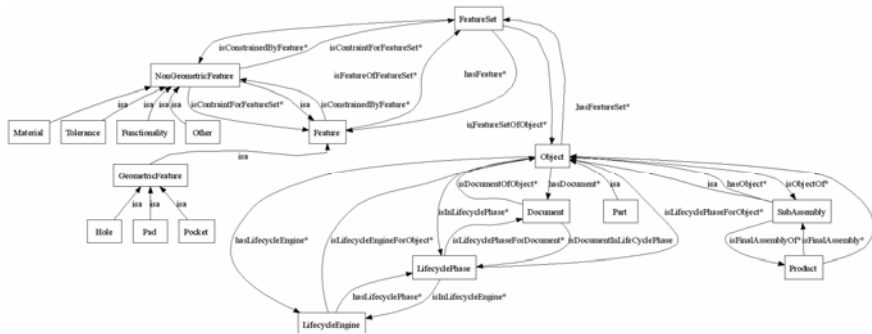 FeatureSet
isConstrainedByFeature*
isContraintForFeatureSet*
NonGeometricFeature
isFeatureOfFeatureSet*
hasFeature*
isa
isa
isa
isa
isContraintForFeatureSet*
isa
isConstrainedByFeature*
hasFeatureSet*
Material
Tolerance
Functionality
Other
Feature
isFeatureSetOfObject*
isa
Object
GeometricFeature
isa
isa
isa
isDocumentOfObject*
hasDocument*
isa
isa
hasObject*
isObjectOf*
Hole
Pad
Pocket
isInLifecyclePhase*
Document
Part
isLifecyclePhaseForObject*
SubAssembly
hasLifecycleEngine*
isLifecycleEngineForObject*
isLifecyclePhaseForDocument*
isDocumentInLifeCyclePhase
isFinalAssemblyOf*
isFinalAssembly*
LifecyclePhase
Product
hasLifecyclePhase*
isInLifecycleEngine*
LifecycleEngine